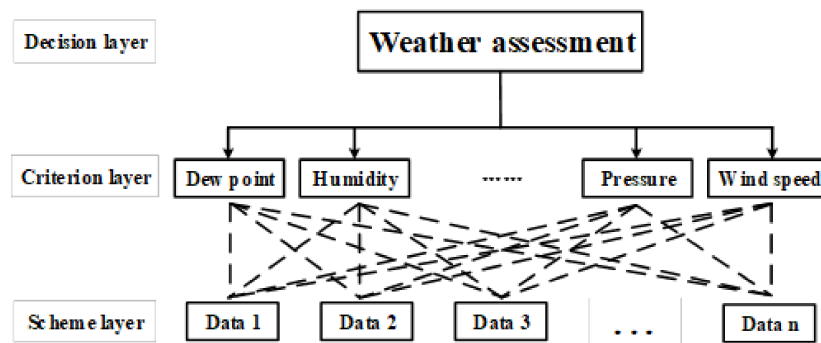 Decision layer
Weather assessment
Criterion layer
Dew point
Humidity
......
Pressure
Wind speed
Scheme layer
Data 1
Data 2
Data 3
...
Data n